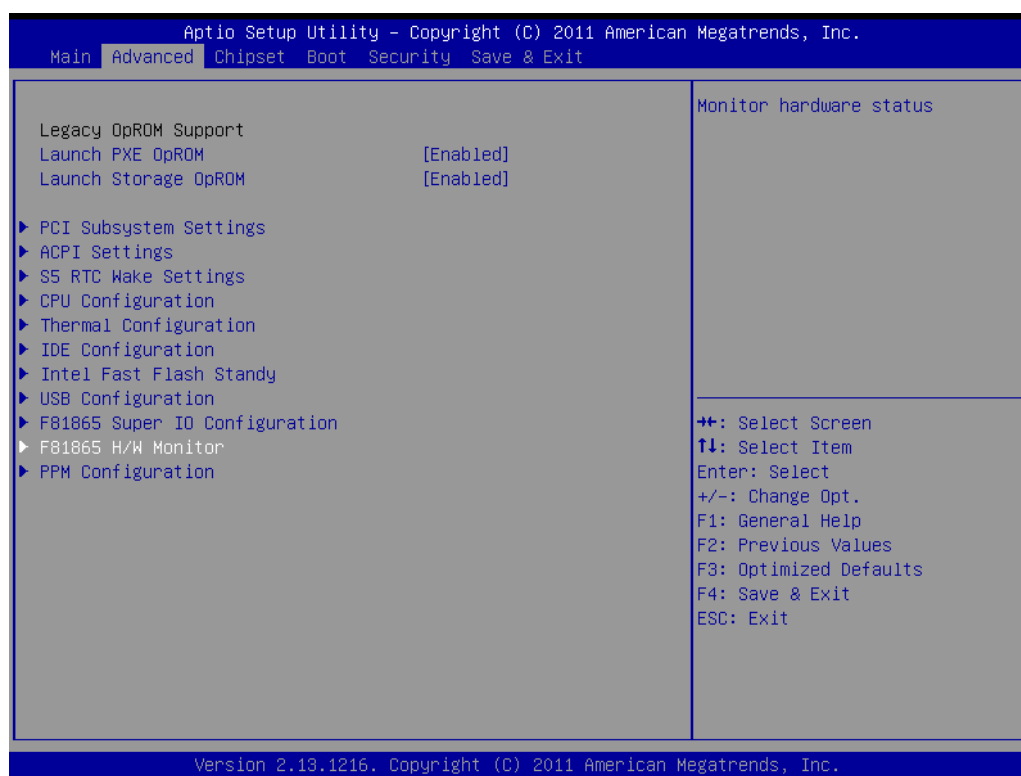 Aptio Setup Utility – Copyright (C) 2011 American Megatrends, Inc.
Main Advanced Chipset Boot Security Save & Exit
Legacy OpROM Support
Launch PXE OpROM [Enabled]
Launch Storage OpROM [Enabled]
PCI Subsystem Settings
ACPI Settings
S5 RTC Wake Settings
CPU Configuration
Thermal Configuration
IDE Configuration
Intel Fast Flash Standy
USB Configuration
F81865 Super IO Configuration
F81865 H/W Monitor
PPM Configuration
Monitor hardware status
→←: Select Screen
↑↓: Select Item
Enter: Select
+/-: Change Opt.
F1: General Help
F2: Previous Values
F3: Optimized Defaults
F4: Save & Exit
ESC: Exit
Version 2.13.1216. Copyright (C) 2011 American Megatrends, Inc.